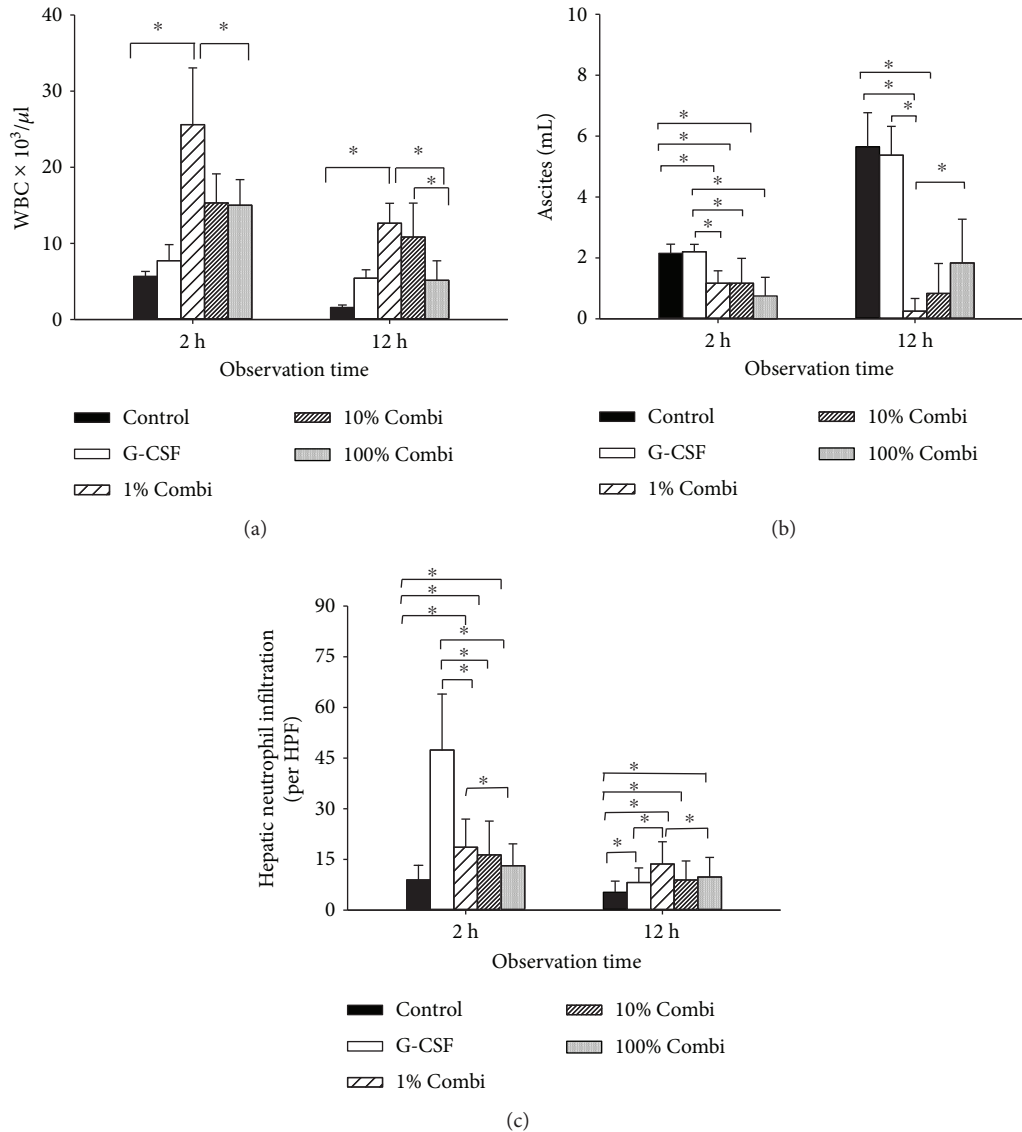 40
30
20
10
0
WBC × 10³/μl
*
*
*
*
*
2 h
12 h
Observation time
Control
G-CSF
1% Combi
10% Combi
100% Combi
(a)
10
8
6
4
2
0
Ascites (mL)
*
*
*
*
*
*
*
*
*
*
2 h
12 h
Observation time
Control
G-CSF
1% Combi
10% Combi
100% Combi
(b)
90
75
60
45
30
15
0
Hepatic neutrophil infiltration
(per HPF)
*
*
*
*
*
*
*
*
*
*
*
*
*
2 h
12 h
Observation time
Control
G-CSF
1% Combi
10% Combi
100% Combi
(c)